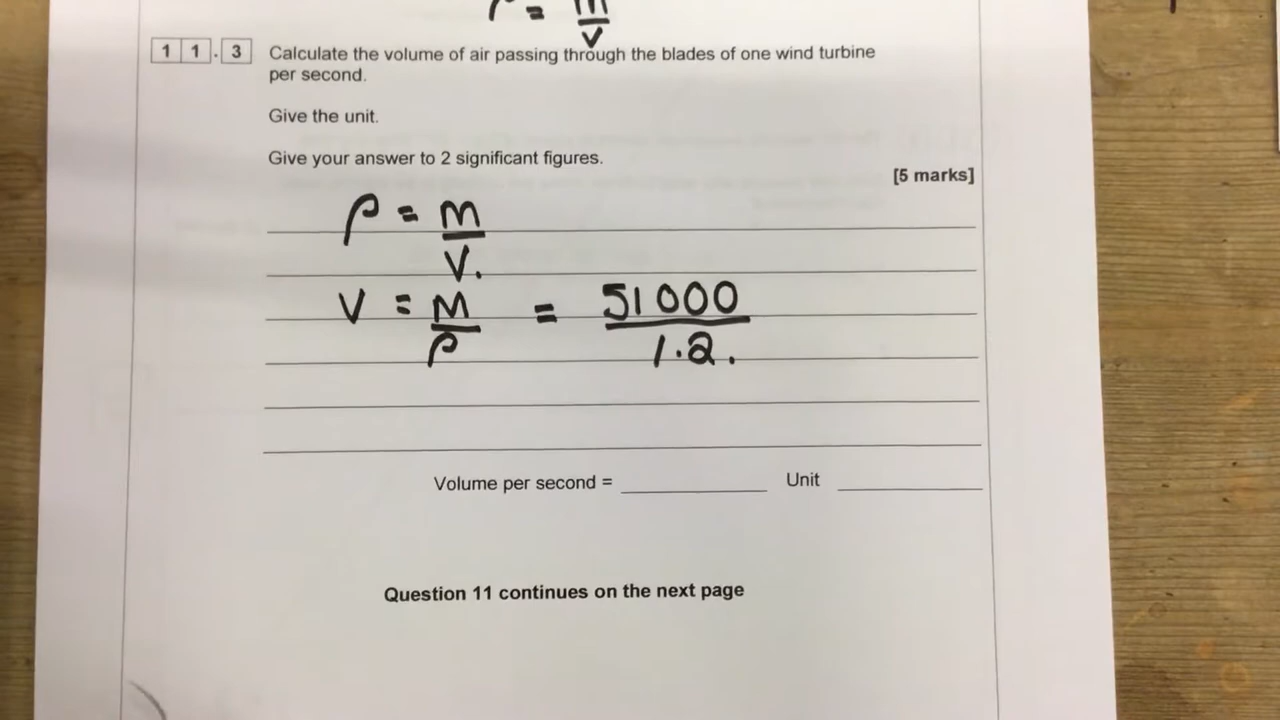 ρ = m/v
11.3 Calculate the volume of air passing through the blades of one wind turbine
per second.
Give the unit.
Give your answer to 2 significant figures.
[5 marks]
ρ = m/V.
V = M/ρ = 51000/1.2.
Volume per second = Unit
Question 11 continues on the next page